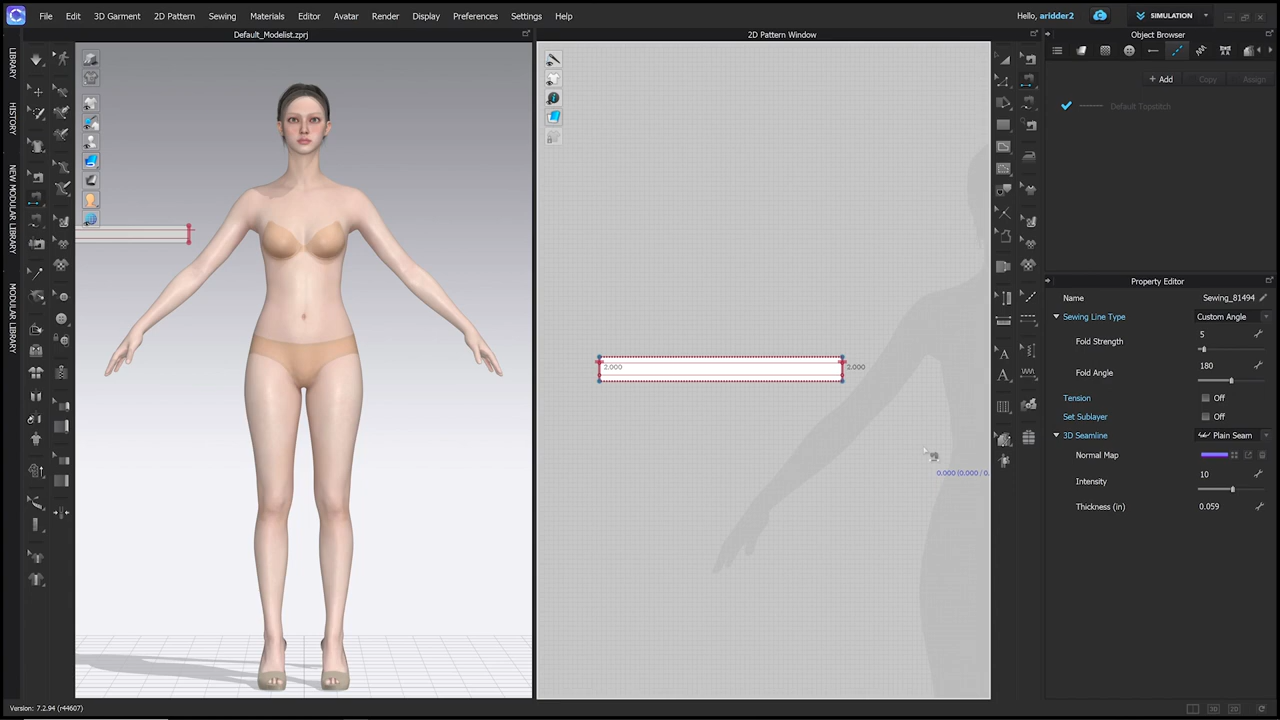 File Edit 3D Garment 2D Pattern Sewing Materials Editor Avatar Render Display Preferences Settings Help
Hello, aridder2
SIMULATION
Default_Modelist.zprj
2D Pattern Window
Object Browser
LIBRARY
HISTORY
NEW MODULAR LIBRARY
MODULAR LIBRARY
+ Add Copy Assign
Default Topstitch
Property Editor
Name Sewing_81494
Sewing Line Type Custom Angle
Fold Strength 5
Fold Angle 180
Tension Off
Set Sublayer Off
3D Seamline Plain Seam
Normal Map
Intensity 10
Thickness (in) 0.059
2.000 2.000
0.000 (0.000 / 0.
Version: 7.2.94 (r44607)
3D 2D